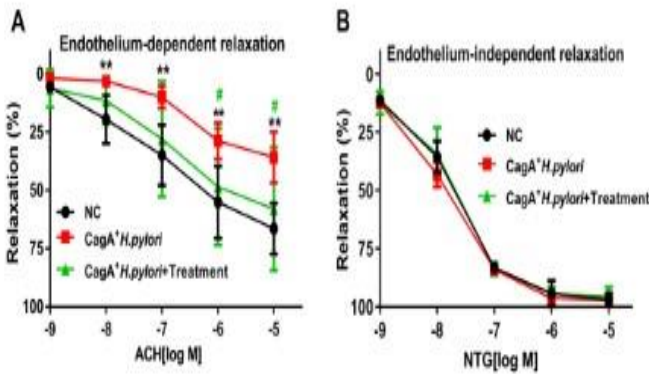 A
Endothelium-dependent relaxation
0
25
50
75
100
Relaxation (%)
**
**
#
**
#
**
NC
CagA⁺H.pylori
CagA⁺H.pylori+Treatment
-9 -8 -7 -6 -5
ACH[log M]
B
Endothelium-independent relaxation
0
25
50
75
100
Relaxation (%)
NC
CagA⁺H.pylori
CagA⁺H.pylori+Treatment
-9 -8 -7 -6 -5
NTG[log M]